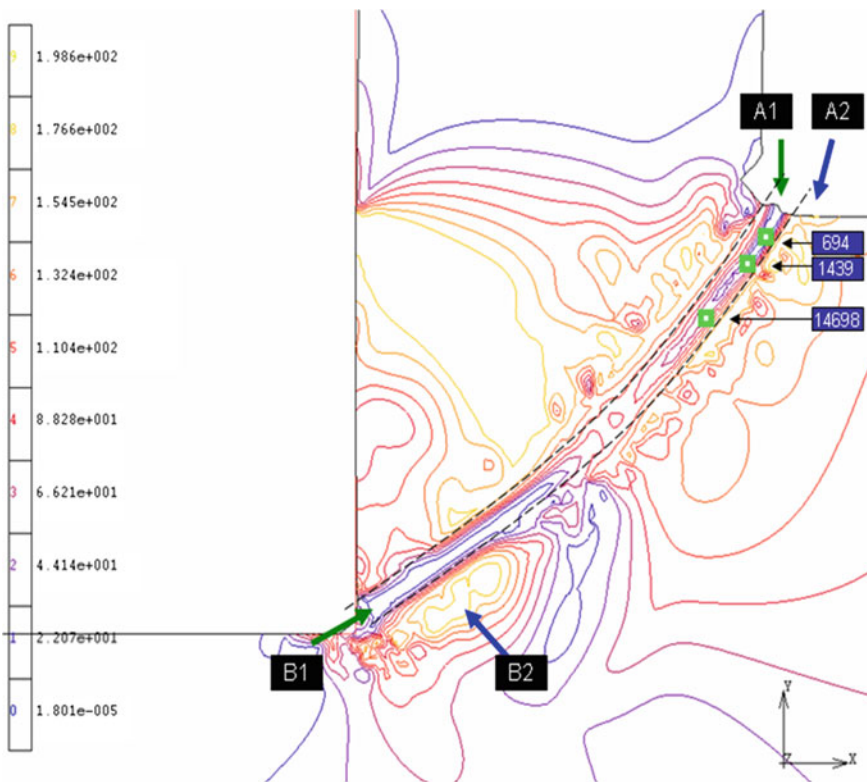 9 1.986e+002
8 1.766e+002
7 1.545e+002
6 1.324e+002
5 1.104e+002
4 8.828e+001
3 6.621e+001
2 4.414e+001
1 2.207e+001
0 1.801e-005
A1 A2
694
1439
14698
B1 B2
Y
Z X